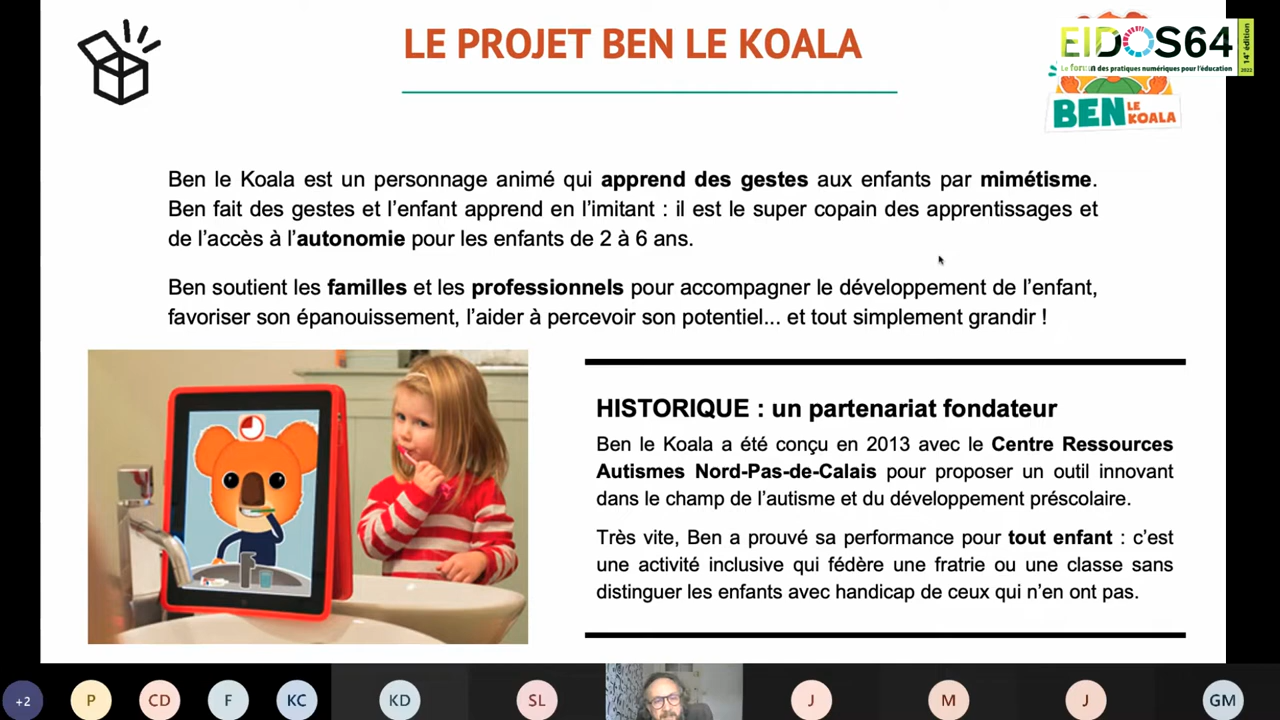 LE PROJET BEN LE KOALA
EIDOS64
Le forum des pratiques numériques pour l'éducation
14e édition
2022
BEN LE KOALA
Ben le Koala est un personnage animé qui apprend des gestes aux enfants par mimétisme.
Ben fait des gestes et l'enfant apprend en l'imitant : il est le super copain des apprentissages et
de l'accès à l'autonomie pour les enfants de 2 à 6 ans.
Ben soutient les familles et les professionnels pour accompagner le développement de l'enfant,
favoriser son épanouissement, l'aider à percevoir son potentiel... et tout simplement grandir !
HISTORIQUE : un partenariat fondateur
Ben le Koala a été conçu en 2013 avec le Centre Ressources
Autismes Nord-Pas-de-Calais pour proposer un outil innovant
dans le champ de l'autisme et du développement préscolaire.
Très vite, Ben a prouvé sa performance pour tout enfant : c'est
une activité inclusive qui fédère une fratrie ou une classe sans
distinguer les enfants avec handicap de ceux qui n'en ont pas.
+2
P
CD
F
KC
KD
SL
J
M
J
GM